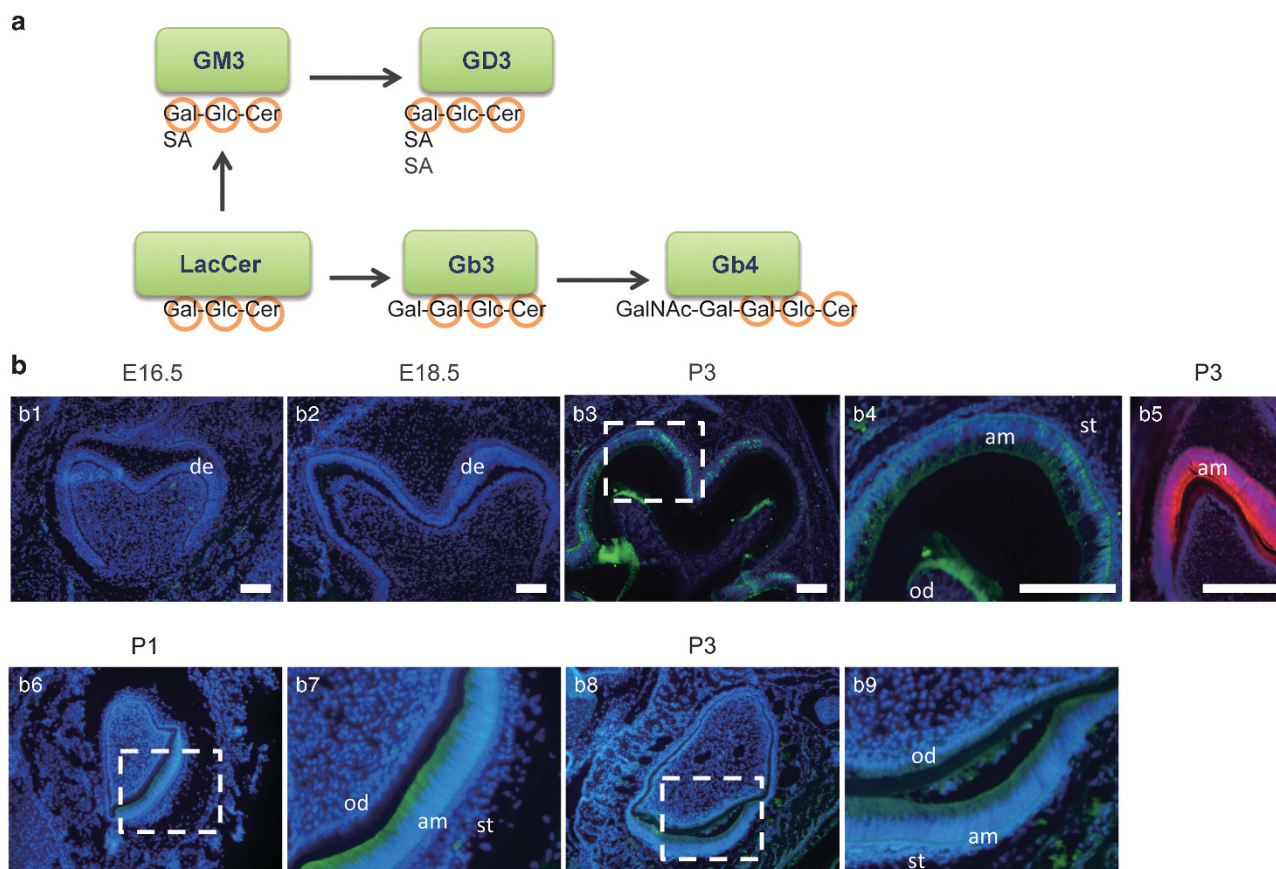 a
GM3
GD3
Gal-Glc-Cer
Gal-Glc-Cer
SA
SA
SA
LacCer
Gb3
Gb4
Gal-Glc-Cer
Gal-Gal-Glc-Cer
GalNAc-Gal-Gal-Glc-Cer
b
E16.5
E18.5
P3
P3
b1
de
b2
de
b3
b4
am
st
od
b5
am
P1
P3
b6
b7
od
am
st
b8
b9
od
am
st